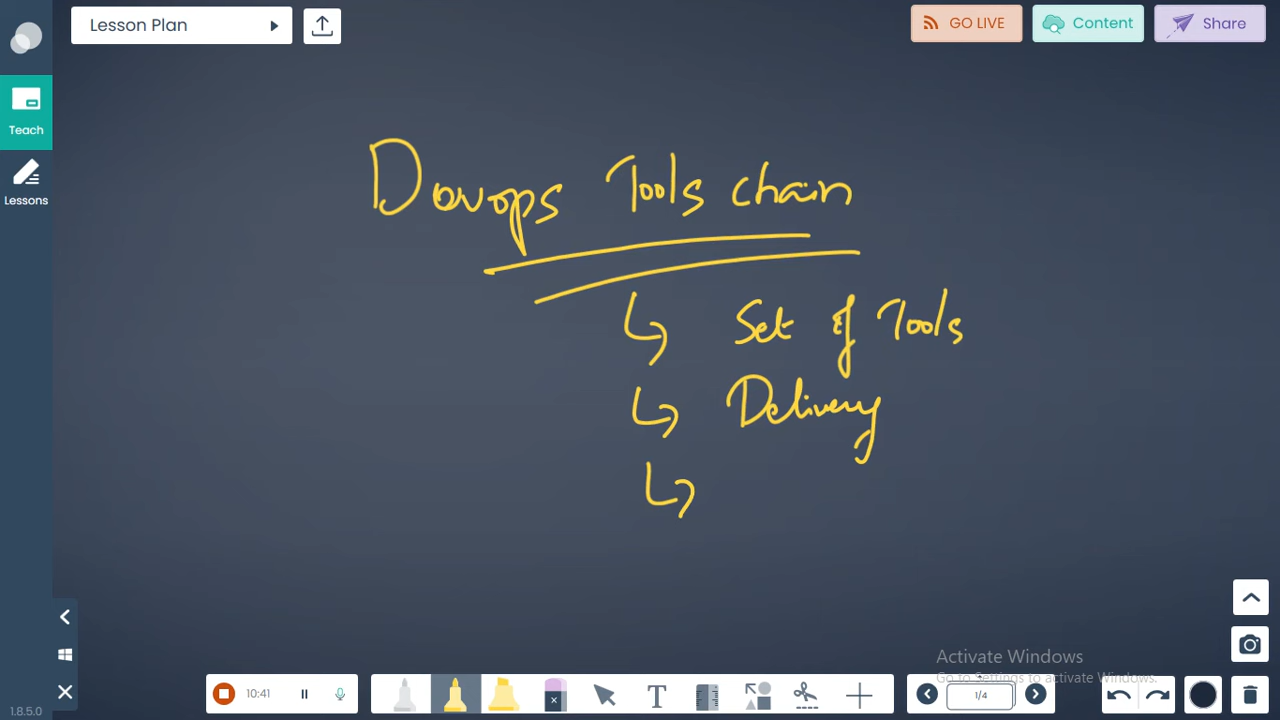 Lesson Plan
GO LIVE
Content
Share
Teach
Lessons
Devops Tools chain
Set of Tools
Delivery
Activate Windows
Go to Settings to activate Windows.
10:41
T
1/4
1.8.5.0